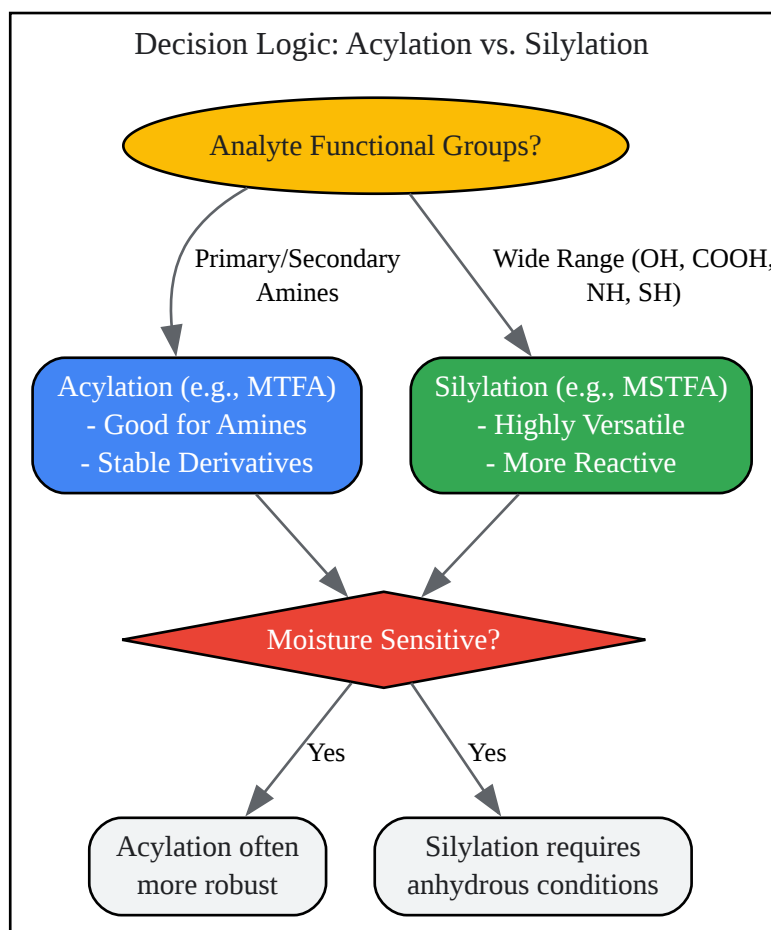 Decision Logic: Acylation vs. Silylation
Analyte Functional Groups?
Primary/Secondary
Amines
Wide Range (OH, COOH,
NH, SH)
Acylation (e.g., MTFA)
- Good for Amines
- Stable Derivatives
Silylation (e.g., MSTFA)
- Highly Versatile
- More Reactive
Moisture Sensitive?
Yes
Yes
Acylation often
more robust
Silylation requires
anhydrous conditions